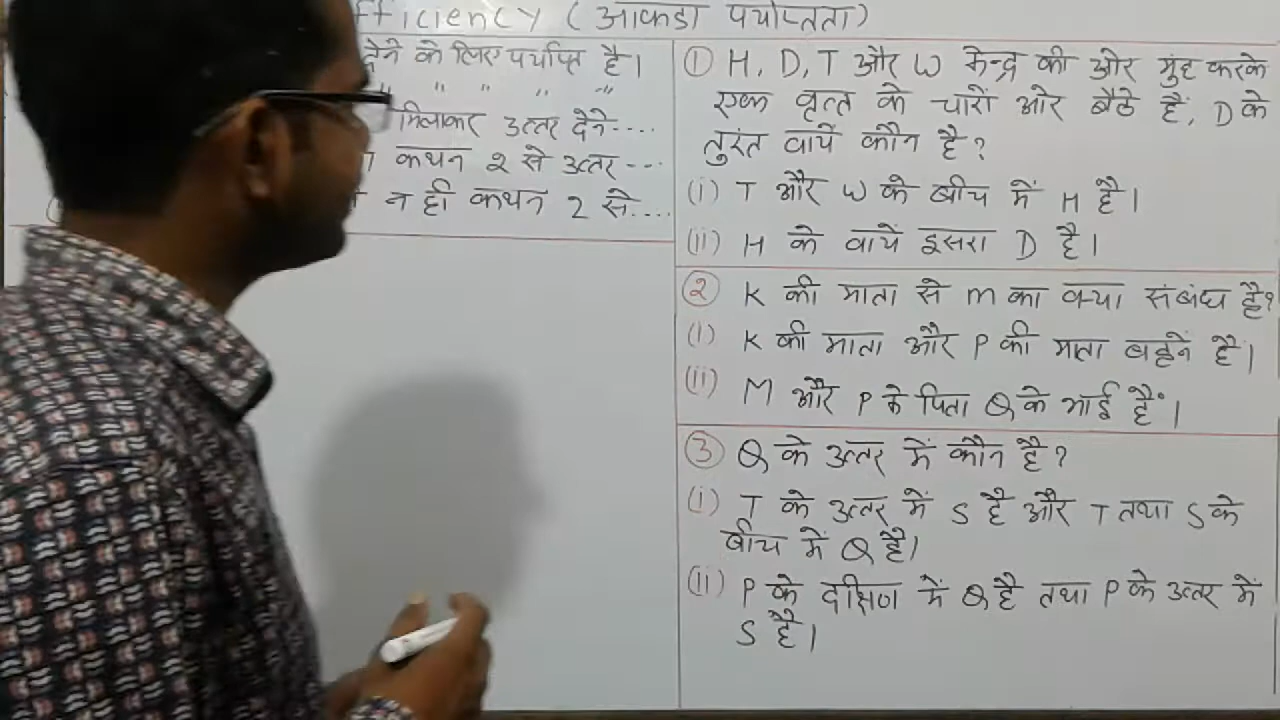 fficiency (आकडा पर्याप्तता)
देने के लिए पर्याप्त है।
" " " " "
मिलाकर उत्तर देने....
कथन २ से उत्तर ---
न ही कथन 2 से....
① H, D, T और W केन्द्र की ओर मुंह करके
एक वृत्त के चारों ओर बैठे हैं, D के
तुरंत वायें कौन है?
(i) T और W के बीच में H है।
(ii) H के वायें दुसरा D है।
② K की माता से M का क्या संबंध है?
(i) K की माता और P की माता बहनें हैं।
(ii) M और P के पिता Q के भाई हैं।
③ Q के उत्तर में कौन है?
(i) T के उत्तर में S है और T तथा S के
बीच में Q है।
(ii) P के दक्षिण में Q है तथा P के उत्तर में
S है।